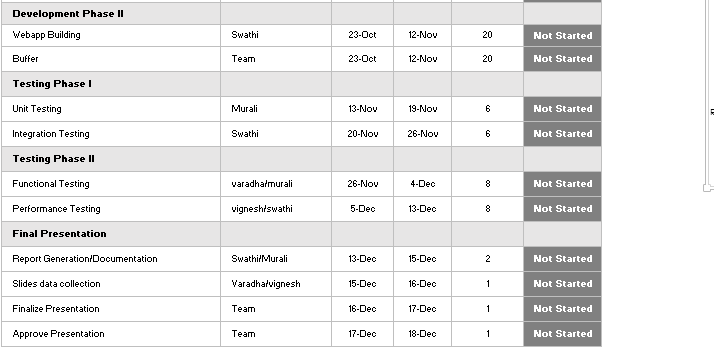 Development Phase II
Webapp Building Swathi 23-Oct 12-Nov 20 Not Started
Buffer Team 23-Oct 12-Nov 20 Not Started
Testing Phase I
Unit Testing Murali 13-Nov 19-Nov 6 Not Started
Integration Testing Swathi 20-Nov 26-Nov 6 Not Started
Testing Phase II
Functional Testing varadha/murali 26-Nov 4-Dec 8 Not Started
Performance Testing vignesh/swathi 5-Dec 13-Dec 8 Not Started
Final Presentation
Report Generation/Documentation Swathi/Murali 13-Dec 15-Dec 2 Not Started
Slides data collection Varadha/vignesh 15-Dec 16-Dec 1 Not Started
Finalize Presentation Team 16-Dec 17-Dec 1 Not Started
Approve Presentation Team 17-Dec 18-Dec 1 Not Started